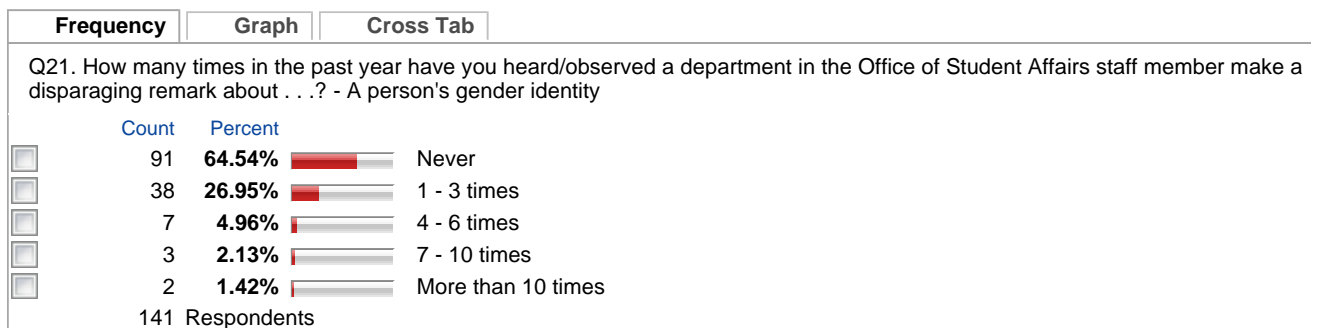 Frequency Graph Cross Tab
Q21. How many times in the past year have you heard/observed a department in the Office of Student Affairs staff member make a
disparaging remark about . . .? - A person's gender identity
Count Percent
91 64.54% Never
38 26.95% 1 - 3 times
7 4.96% 4 - 6 times
3 2.13% 7 - 10 times
2 1.42% More than 10 times
141 Respondents